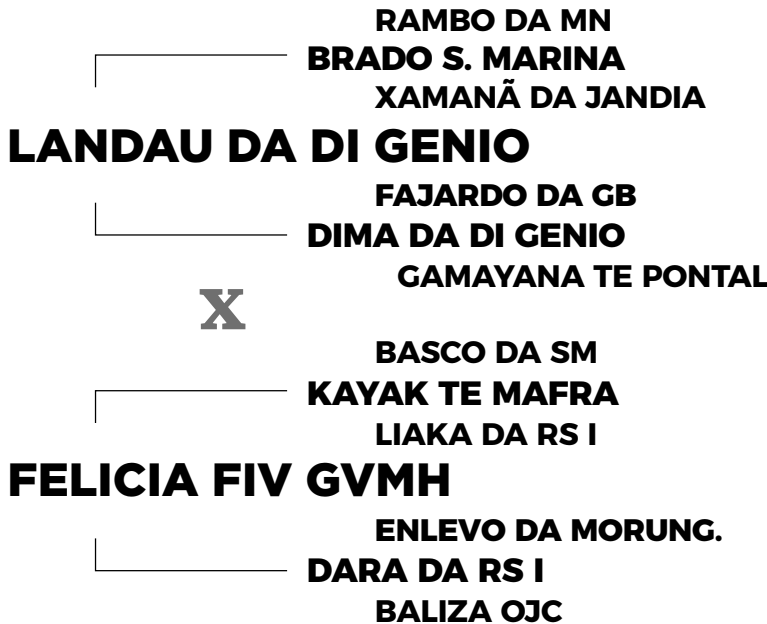 RAMBO DA MN
BRADO S. MARINA
XAMANÃ DA JANDIA
LANDAU DA DI GENIO
FAJARDO DA GB
DIMA DA DI GENIO
GAMAYANA TE PONTAL
X
BASCO DA SM
KAYAK TE MAFRA
LIAKA DA RS I
FELICIA FIV GVMH
ENLEVO DA MORUNG.
DARA DA RS I
BALIZA OJC